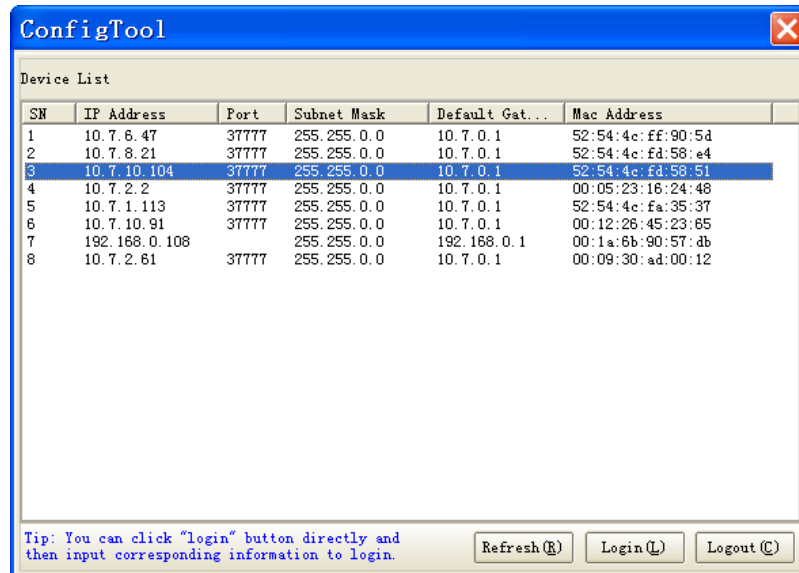 ConfigTool
Device List
SN IP Address Port Subnet Mask Default Gat... Mac Address
1 10.7.6.47 37777 255.255.0.0 10.7.0.1 52:54:4c:ff:90:5d
2 10.7.8.21 37777 255.255.0.0 10.7.0.1 52:54:4c:fd:58:e4
3 10.7.10.104 37777 255.255.0.0 10.7.0.1 52:54:4c:fd:58:51
4 10.7.2.2 37777 255.255.0.0 10.7.0.1 00:05:23:16:24:48
5 10.7.1.113 37777 255.255.0.0 10.7.0.1 52:54:4c:fa:35:37
6 10.7.10.91 37777 255.255.0.0 10.7.0.1 00:12:26:45:23:65
7 192.168.0.108 255.255.0.0 192.168.0.1 00:1a:6b:90:57:db
8 10.7.2.61 37777 255.255.0.0 10.7.0.1 00:09:30:ad:00:12
Tip: You can click "login" button directly and
then input corresponding information to login.
Refresh(R) Login(L) Logout(C)